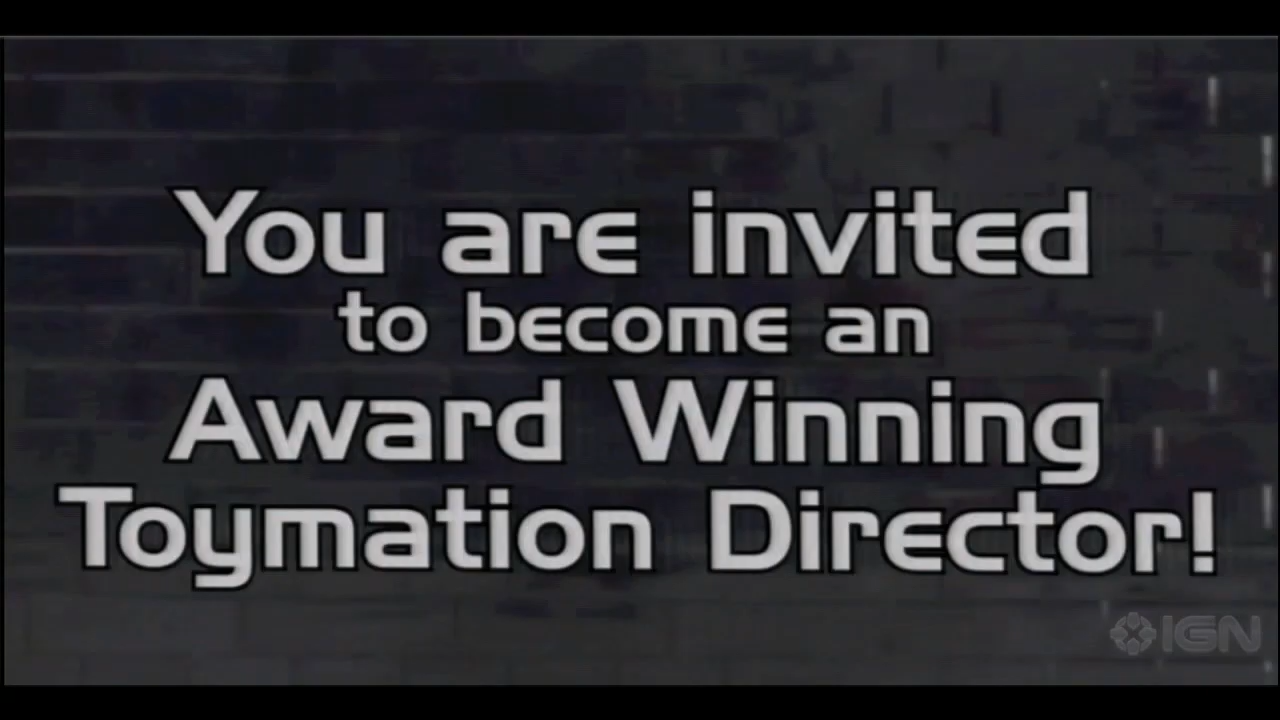 You are invited
to become an
Award Winning
Toymation Director!
IGN